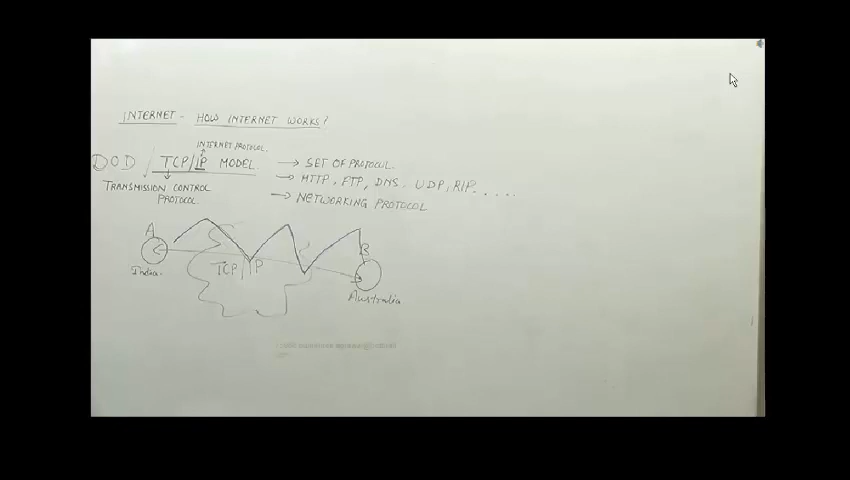 INTERNET - HOW INTERNET WORKS?
INTERNET PROTOCOL.
DOD / TCP/IP MODEL. → SET OF PROTOCOL.
→ HTTP, FTP, DNS, UDP, RIP. . . . . .
TRANSMISSION CONTROL
PROTOCOL.
→ NETWORKING PROTOCOL
A
B
TCP/IP
India.
Australia